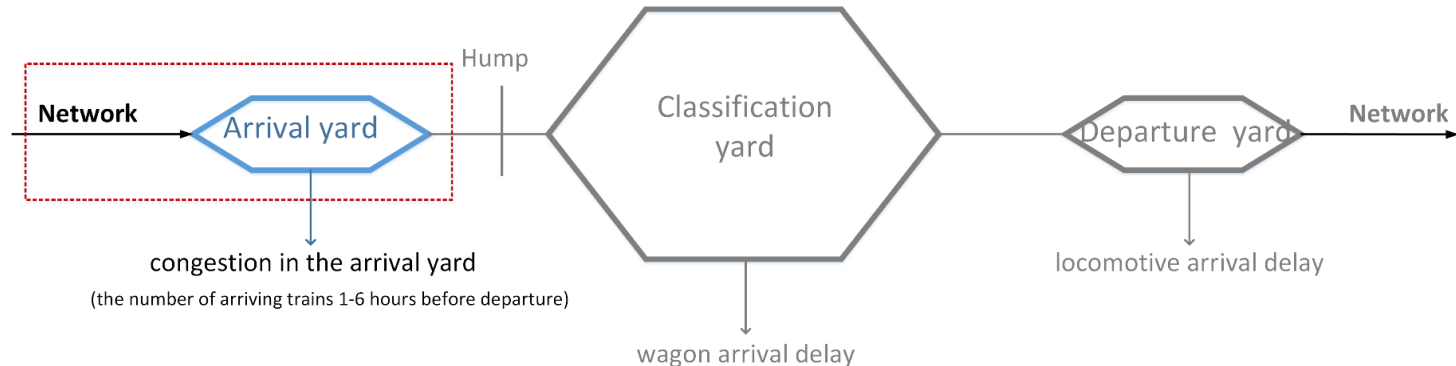 Network
Arrival yard
Hump
Classification
yard
Departure yard
Network
congestion in the arrival yard
(the number of arriving trains 1-6 hours before departure)
wagon arrival delay
locomotive arrival delay